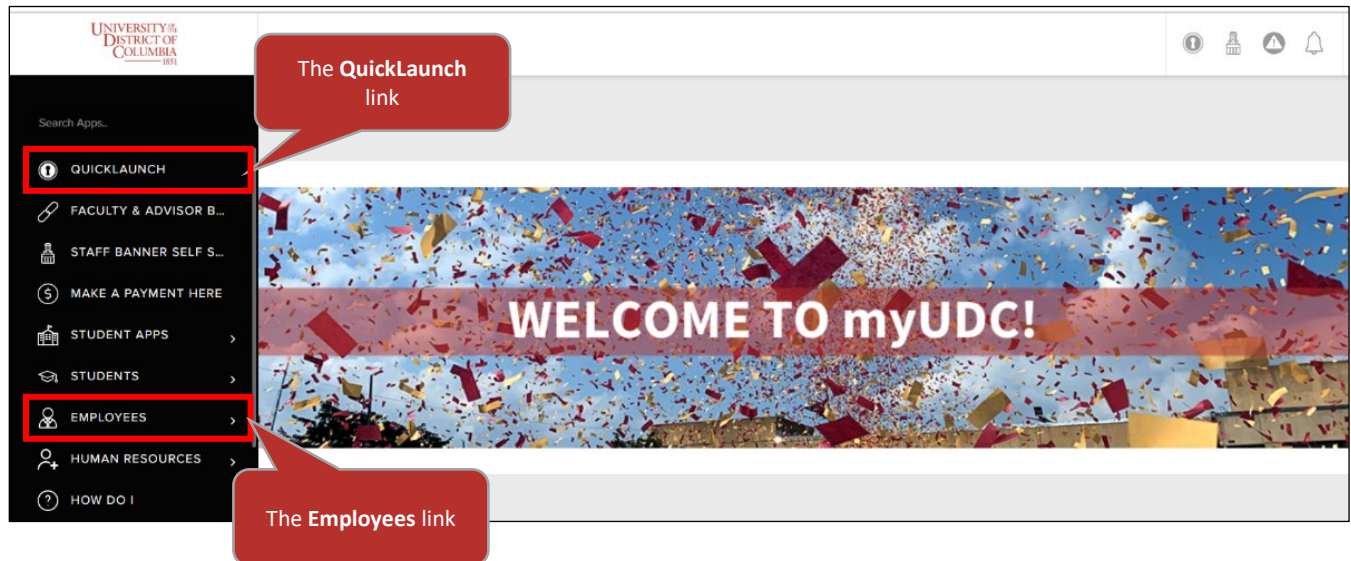 UNIVERSITY OF THE
DISTRICT OF
COLUMBIA
1851
The QuickLaunch
link
Search Apps..
QUICKLAUNCH
FACULTY & ADVISOR B...
STAFF BANNER SELF S...
MAKE A PAYMENT HERE
STUDENT APPS
STUDENTS
EMPLOYEES
HUMAN RESOURCES
HOW DO I
WELCOME TO myUDC!
The Employees link